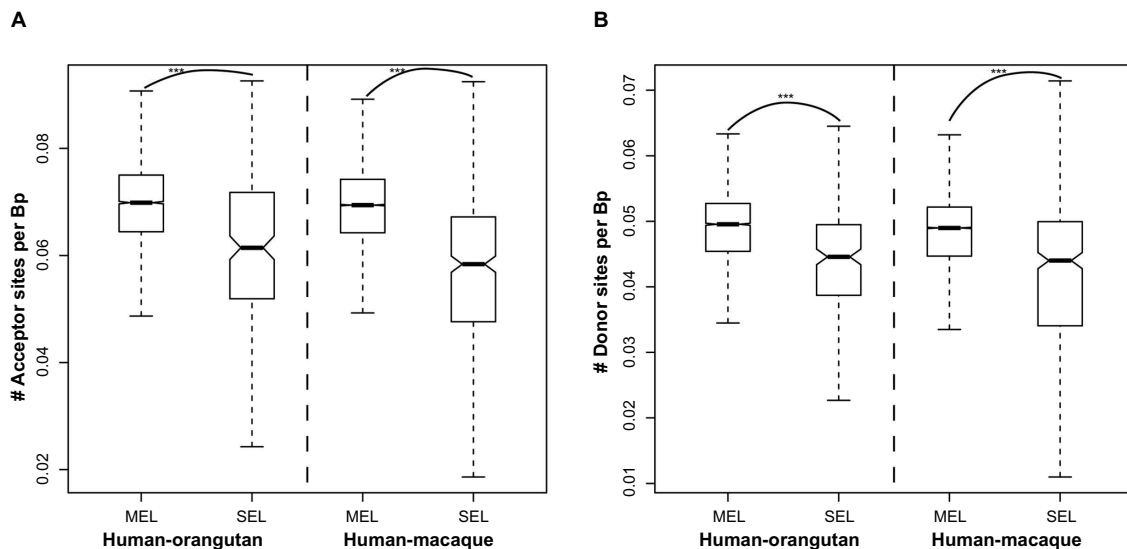 A
B
*** ***
*** ***
# Acceptor sites per Bp
0.08
0.06
0.04
0.02
# Donor sites per Bp
0.07
0.06
0.05
0.04
0.03
0.02
0.01
MEL SEL MEL SEL
Human-orangutan Human-macaque
MEL SEL MEL SEL
Human-orangutan Human-macaque